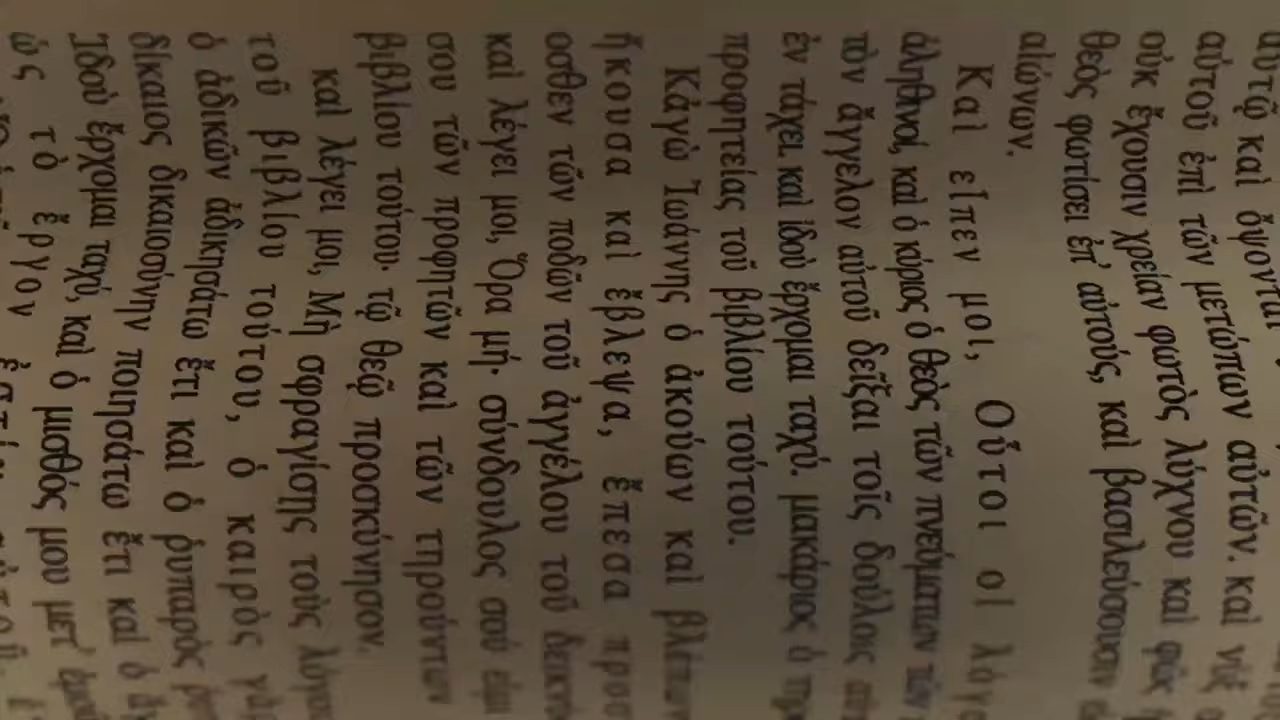 αὐτῷ καὶ ὄψονται
αὐτοῦ ἐπὶ τῶν μετώπων αὐτῶν. καὶ νὺξ
οὐκ ἔχουσιν χρείαν φωτὸς λύχνου καὶ φῶς
θεὸς φωτίσει ἐπ' αὐτούς, καὶ βασιλεύσουσιν
αἰώνων.
Καὶ εἶπεν μοι, Οὗτοι οἱ
ἀληθινοί, καὶ ὁ κύριος ὁ θεὸς τῶν πνευμάτων τῶν
τὸν ἄγγελον αὐτοῦ δεῖξαι τοῖς δούλοις
ἐν τάχει. καὶ ἰδοὺ ἔρχομαι ταχύ. μακάριος ὁ
προφητείας τοῦ βιβλίου τούτου.
Κἀγὼ Ἰωάννης ὁ ἀκούων καὶ βλέπων
ἤκουσα καὶ ἔβλεψα, ἔπεσα
οσθεν τῶν ποδῶν τοῦ ἀγγέλου τοῦ
καὶ λέγει μοι, Ὅρα μή· σύνδουλος σού εἰμι
σου τῶν προφητῶν καὶ τῶν τηρούντων
βιβλίου τούτου· τῷ θεῷ προσκύνησον.
καὶ λέγει μοι, Μὴ σφραγίσῃς τοὺς
τοῦ βιβλίου τούτου, ὁ καιρὸς
ὁ ἀδικῶν ἀδικησάτω ἔτι καὶ ὁ ῥυπαρὸς
δίκαιος δικαιοσύνην ποιησάτω ἔτι καὶ ὁ
Ἰδοὺ ἔρχομαι ταχύ, καὶ ὁ μισθός μου μετ'
ὡς τὸ ἔργον